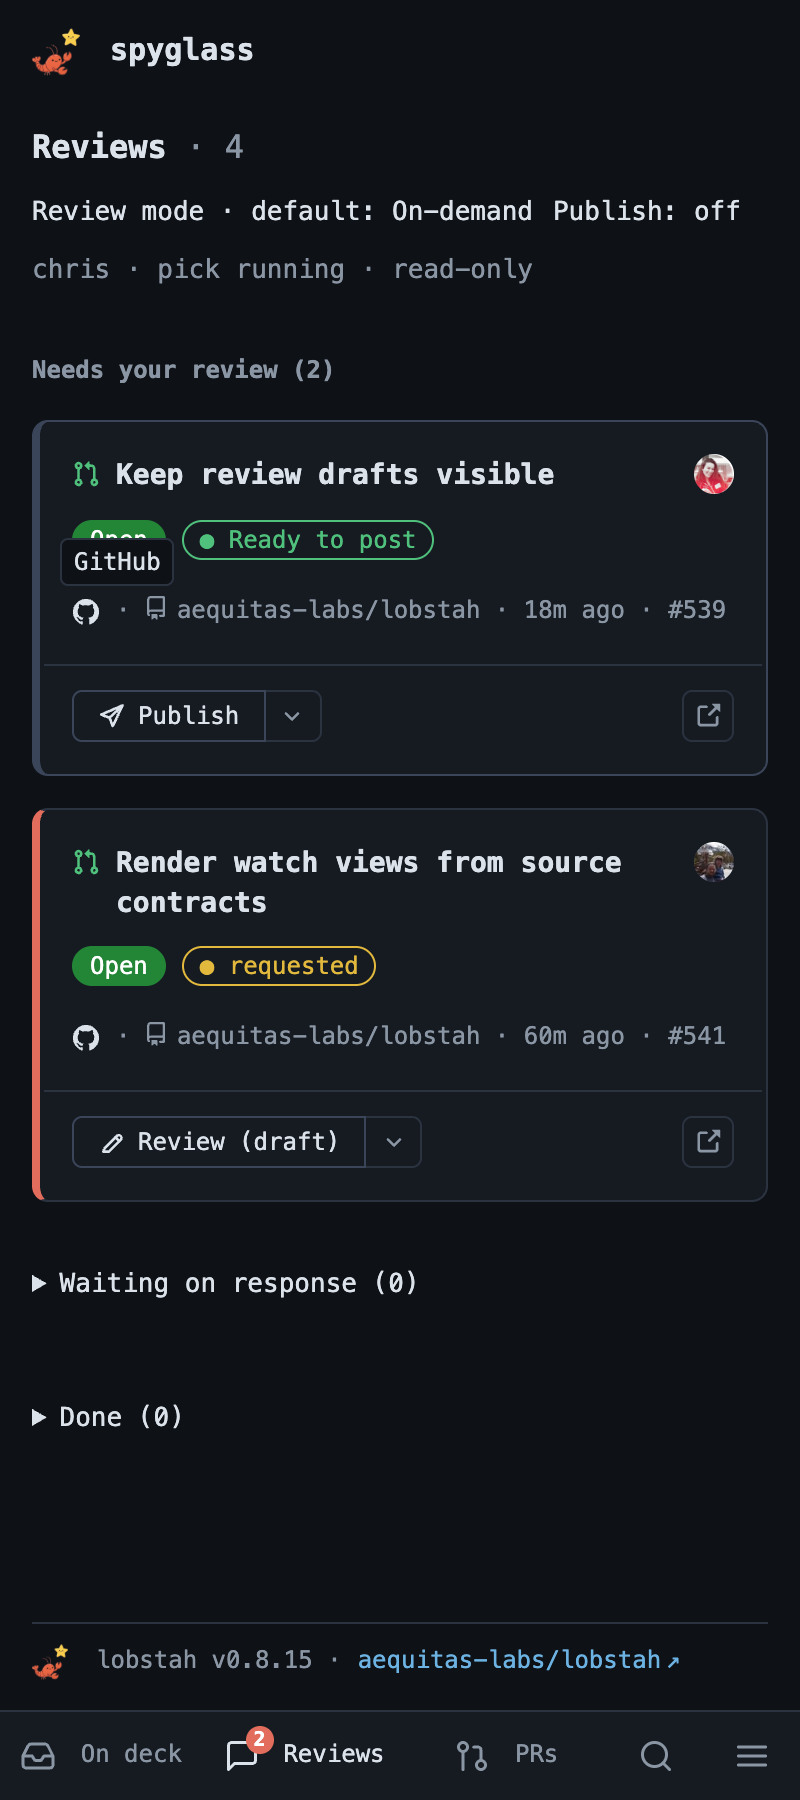 spyglass
Reviews · 4
Review mode · default: On-demand Publish: off
chris · pick running · read-only
Needs your review (2)
Keep review drafts visible
Open ● Ready to post
GitHub
· aequitas-labs/lobstah · 18m ago · #539
Publish
Render watch views from source
contracts
Open ● requested
· aequitas-labs/lobstah · 60m ago · #541
Review (draft)
▶ Waiting on response (0)
▶ Done (0)
lobstah v0.8.15 · aequitas-labs/lobstah ↗
On deck 2 Reviews PRs